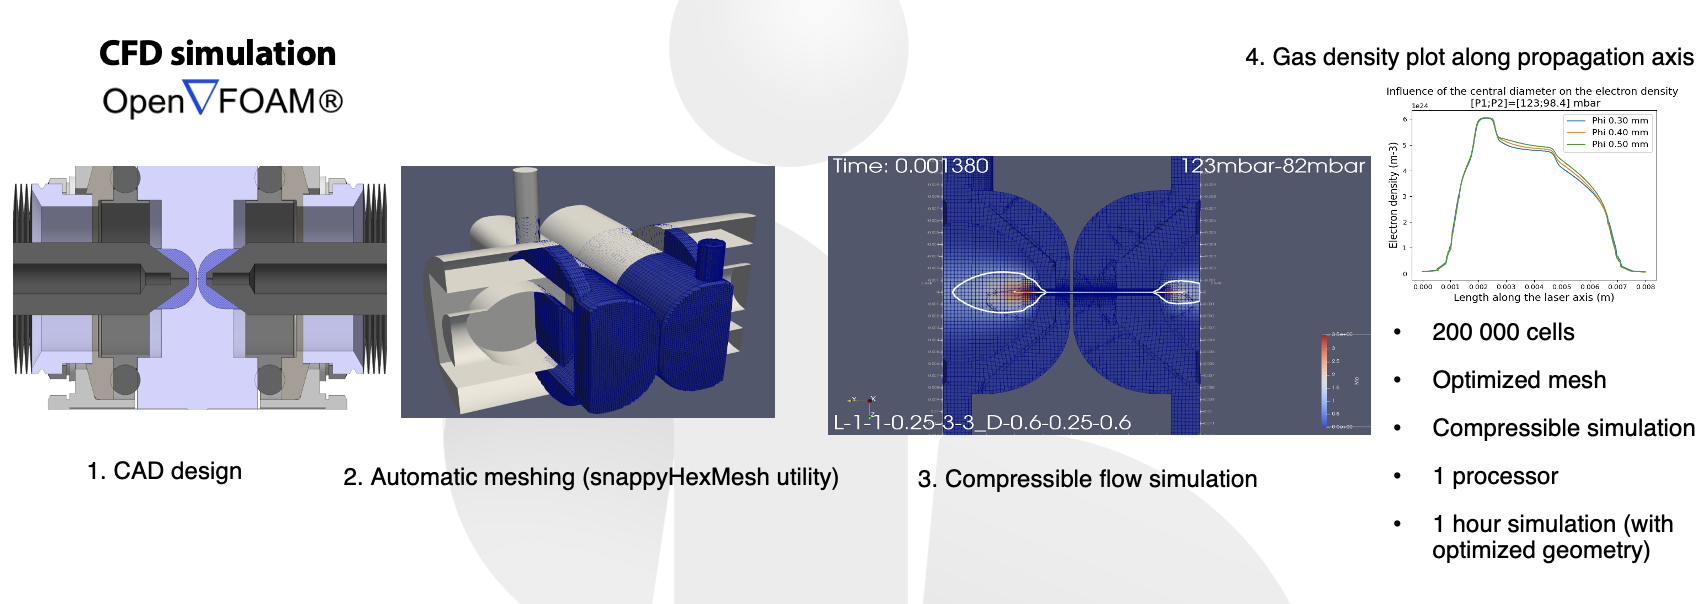 CFD simulation
Open∇FOAM®
1. CAD design
2. Automatic meshing (snappyHexMesh utility)
Time: 0.001380
123mbar-82mbar
L-1-1-0.25-3-3_D-0.6-0.25-0.6
3. Compressible flow simulation
4. Gas density plot along propagation axis
Influence of the central diameter on the electron density
[P1;P2]=[123;98.4] mbar
1e24
Phi 0.30 mm
Phi 0.40 mm
Phi 0.50 mm
Electron density (m-3)
6
5
4
3
2
1
0
0.000 0.001 0.002 0.003 0.004 0.005 0.006 0.007 0.008
Length along the laser axis (m)
• 200 000 cells
• Optimized mesh
• Compressible simulation
• 1 processor
• 1 hour simulation (with
optimized geometry)